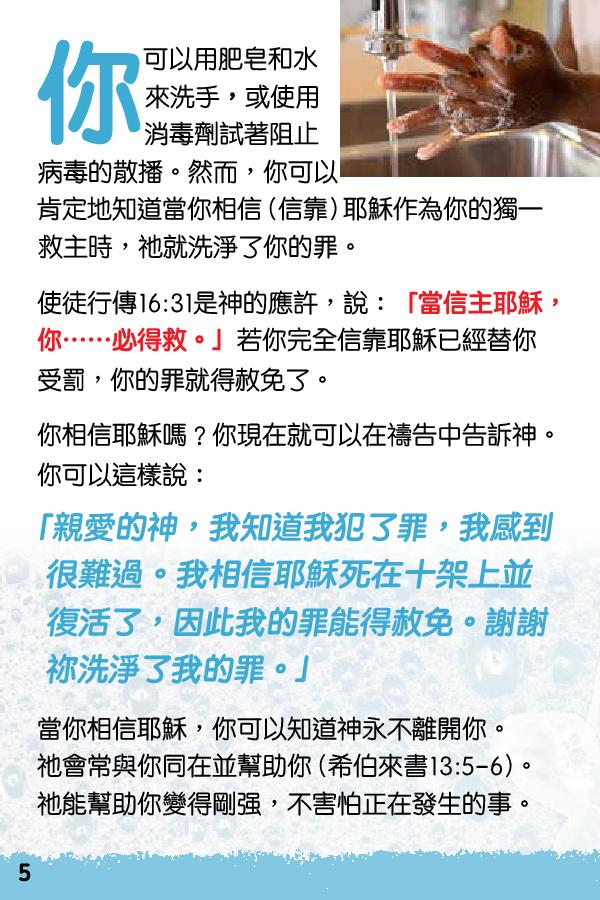 你可以用肥皂和水
來洗手，或使用
消毒劑試著阻止
病毒的散播。然而，你可以
肯定地知道當你相信（信靠）耶穌作為你的獨一
救主時，祂就洗淨了你的罪。
使徒行傳16:31是神的應許，說：「當信主耶穌，
你……必得救。」若你完全信靠耶穌已經替你
受罰，你的罪就得赦免了。
你相信耶穌嗎？你現在就可以在禱告中告訴神。
你可以這樣說：
「親愛的神，我知道我犯了罪，我感到
很難過。我相信耶穌死在十架上並
復活了，因此我的罪能得赦免。謝謝
祢洗淨了我的罪。」
當你相信耶穌，你可以知道神永不離開你。
祂會常與你同在並幫助你（希伯來書13:5-6）。
祂能幫助你變得剛强，不害怕正在發生的事。
5